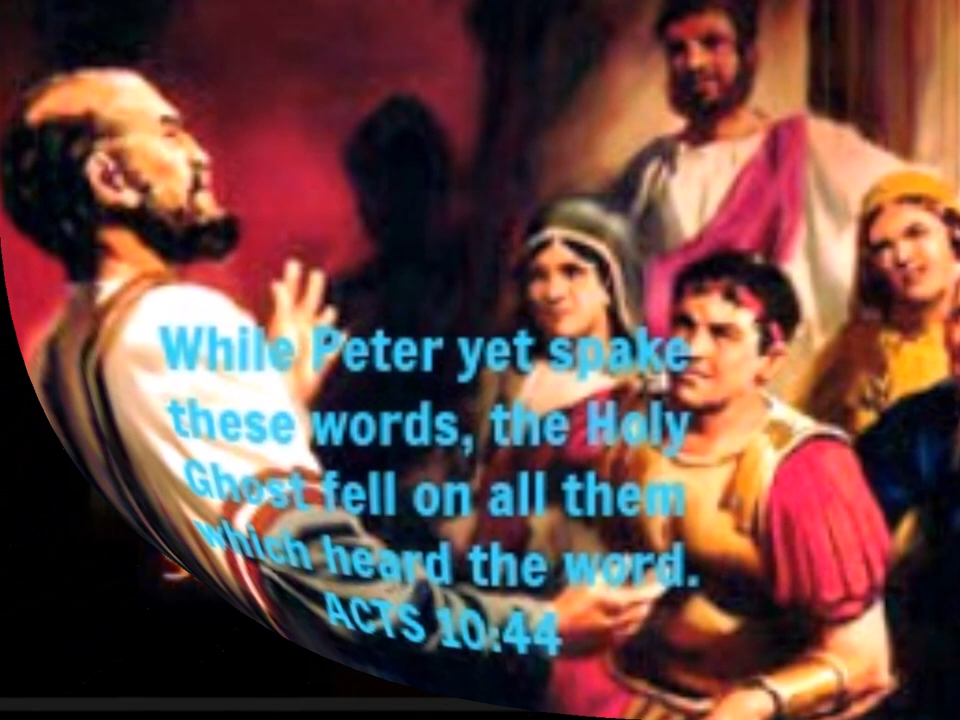 While Peter yet spake
these words, the Holy
Ghost fell on all them
which heard the word.
ACTS 10:44